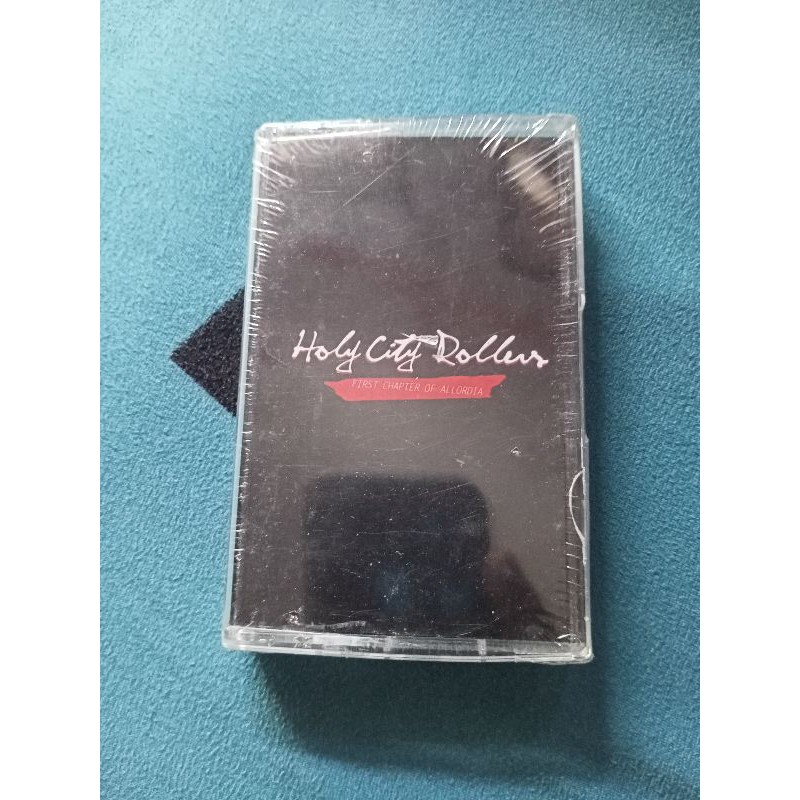 Holy City Rollers
FIRST CHAPTER OF ALLORDIA